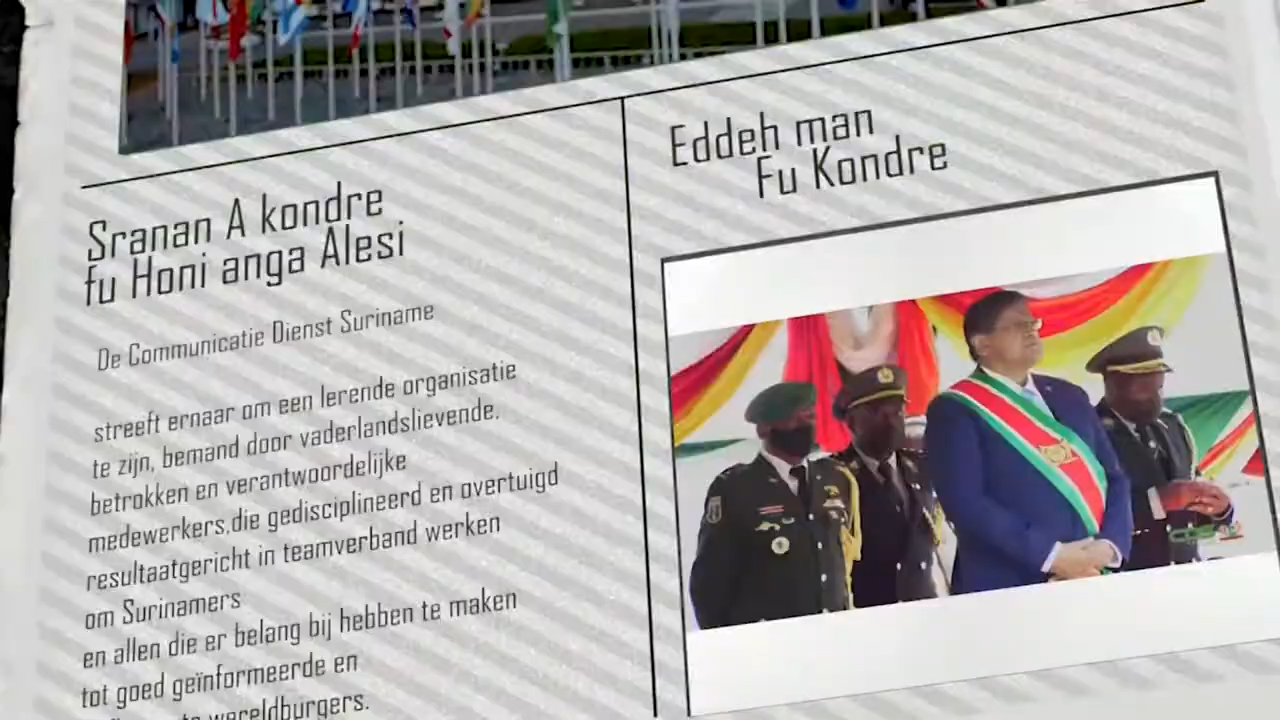 Sranan A kondre
fu Honi anga Alesi
De Communicatie Dienst Suriname
streeft ernaar om een lerende organisatie
te zijn, bemand door vaderlandslievende,
betrokken en verantwoordelijke
medewerkers,die gedisciplineerd en overtuigd
resultaatgericht in teamverband werken
om Surinamers
en allen die er belang bij hebben te maken
tot goed geïnformeerde en
wereldburgers.
Eddeh man
Fu Kondre